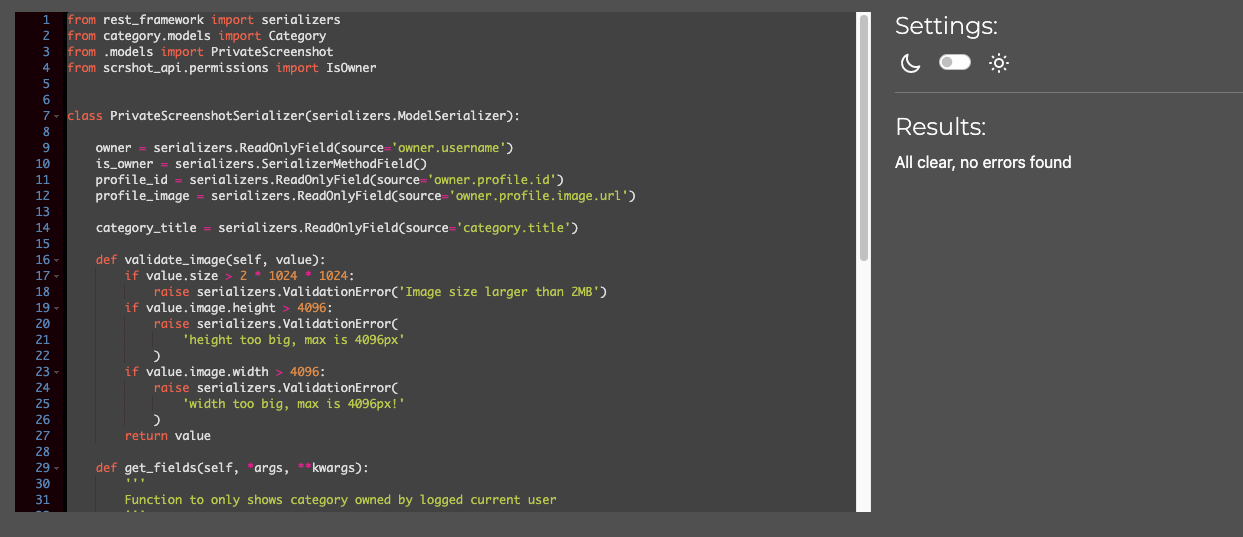 1 from rest_framework import serializers
2 from category.models import Category
3 from .models import PrivateScreenshot
4 from scrshot_api.permissions import IsOwner
5
6
7 class PrivateScreenshotSerializer(serializers.ModelSerializer):
8
9     owner = serializers.ReadOnlyField(source='owner.username')
10     is_owner = serializers.SerializerMethodField()
11     profile_id = serializers.ReadOnlyField(source='owner.profile.id')
12     profile_image = serializers.ReadOnlyField(source='owner.profile.image.url')
13
14     category_title = serializers.ReadOnlyField(source='category.title')
15
16     def validate_image(self, value):
17         if value.size > 2 * 1024 * 1024:
18             raise serializers.ValidationError('Image size larger than 2MB')
19         if value.image.height > 4096:
20             raise serializers.ValidationError(
21                 'height too big, max is 4096px'
22             )
23         if value.image.width > 4096:
24             raise serializers.ValidationError(
25                 'width too big, max is 4096px!'
26             )
27         return value
28
29     def get_fields(self, *args, **kwargs):
30         '''
31         Function to only shows category owned by logged current user
Settings:
Results:
All clear, no errors found